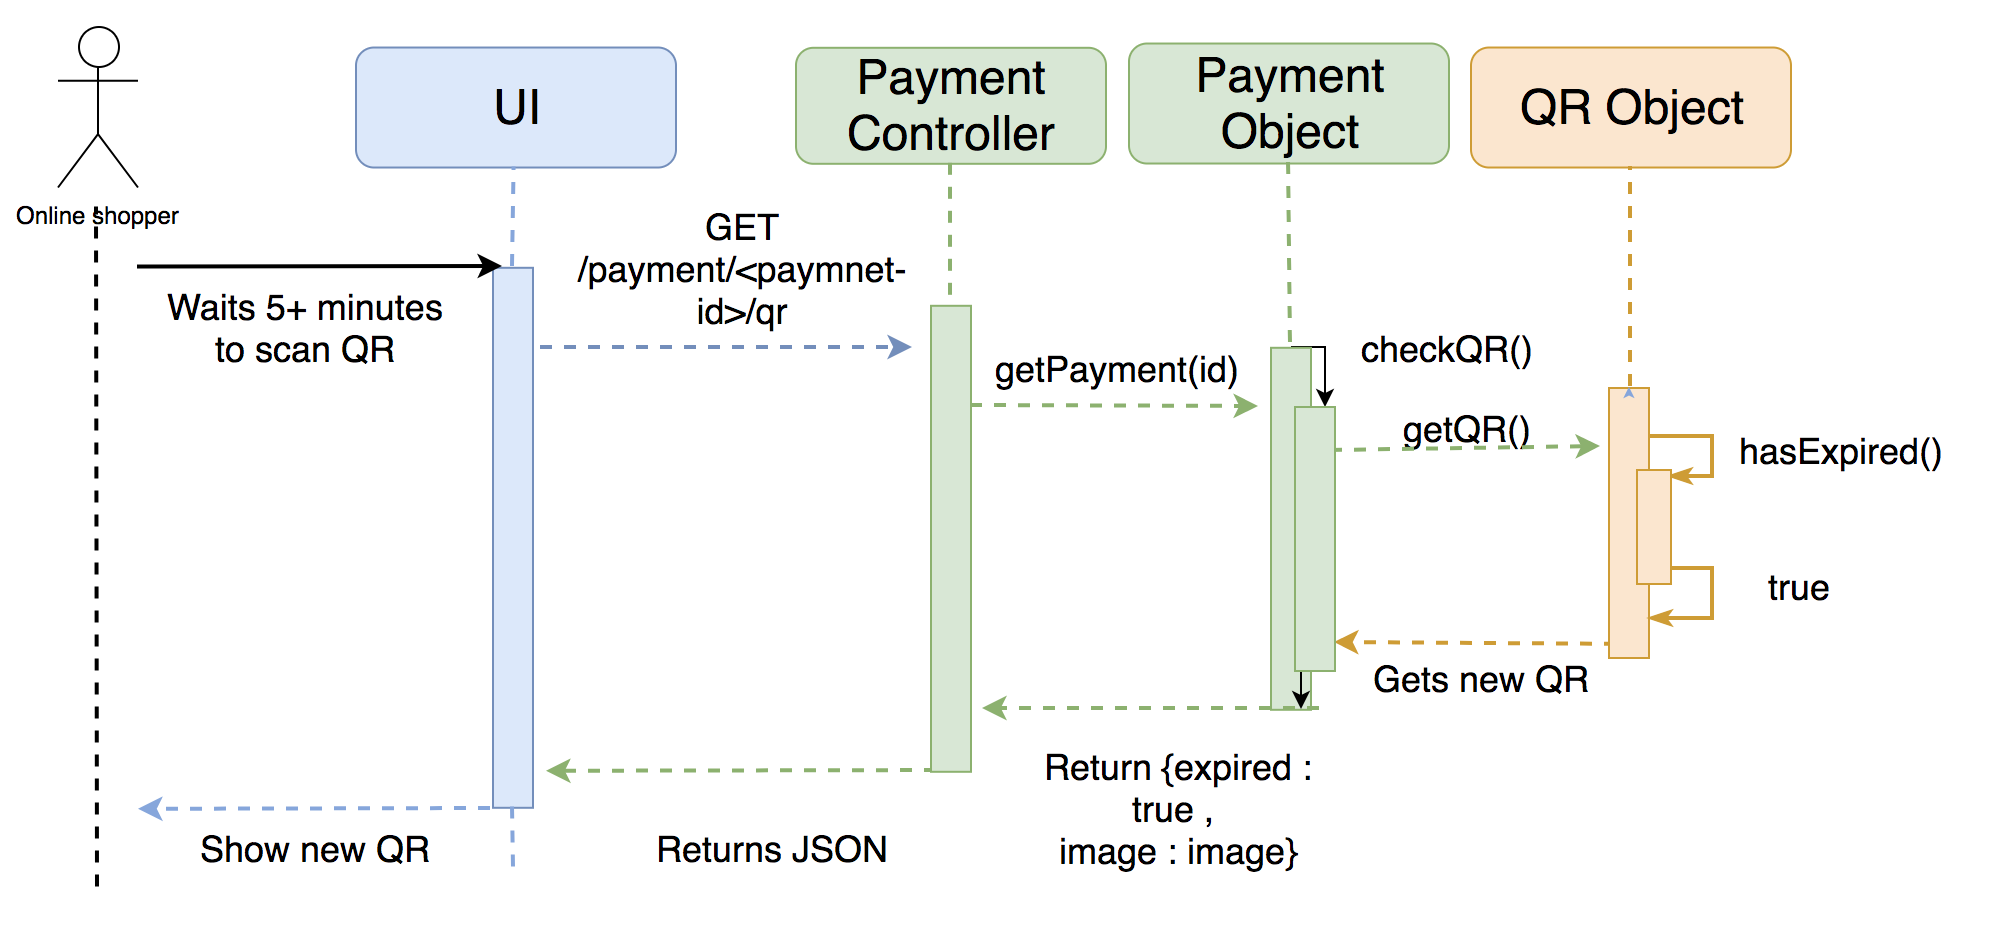 UI
Payment
Controller
Payment
Object
QR Object
Online shopper
GET
/payment/<paymnet-
id>/qr
Waits 5+ minutes
to scan QR
getPayment(id)
checkQR()
getQR()
hasExpired()
true
Gets new QR
Return {expired :
true ,
image : image}
Returns JSON
Show new QR